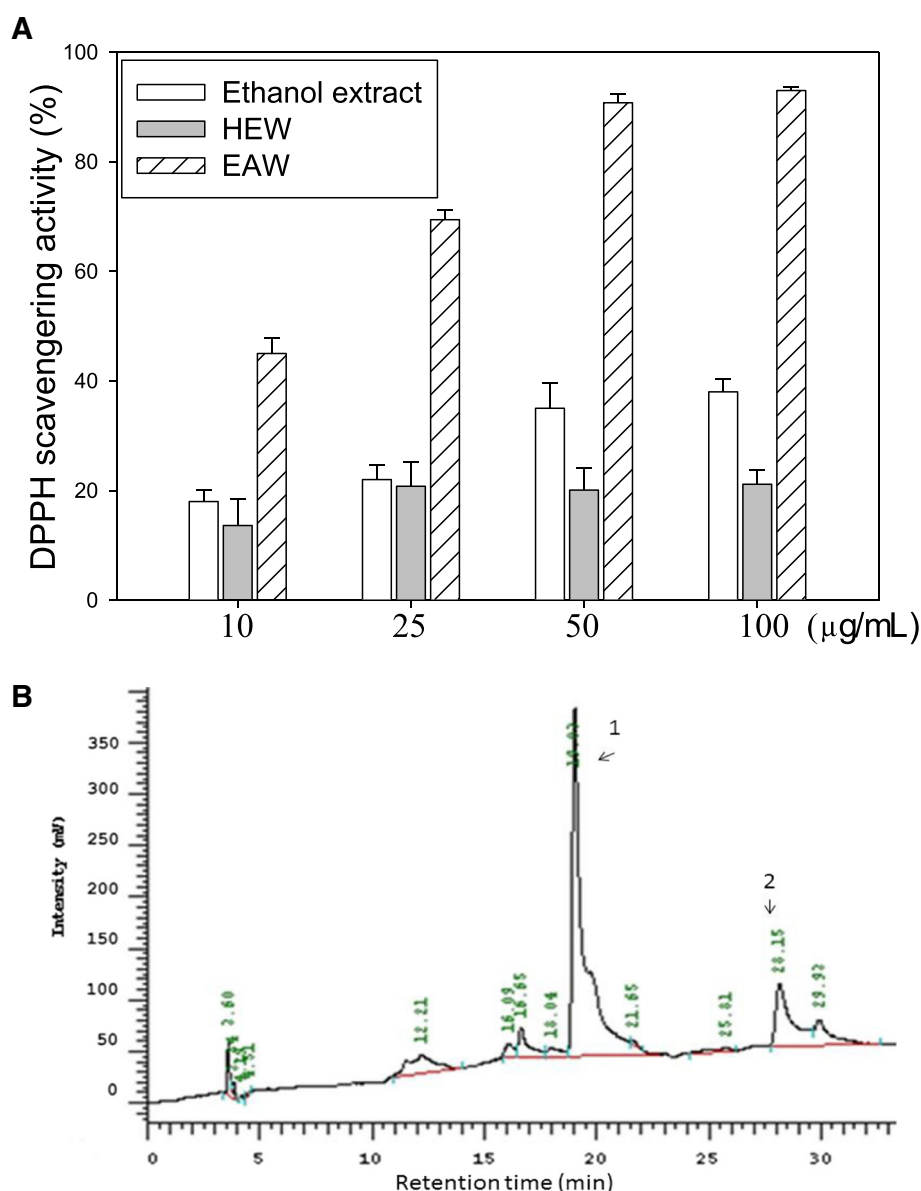 A
DPPH scavengering activity (%)
100
80
60
40
20
0
Ethanol extract
HEW
EAW
10 25 50 100 (μg/mL)
B
Intensity (mV)
350
300
250
200
150
100
50
0
12.21
16.09
16.65
18.04
1
21.65
25.81
2
28.15
29.92
0 5 10 15 20 25 30
Retention time (min)